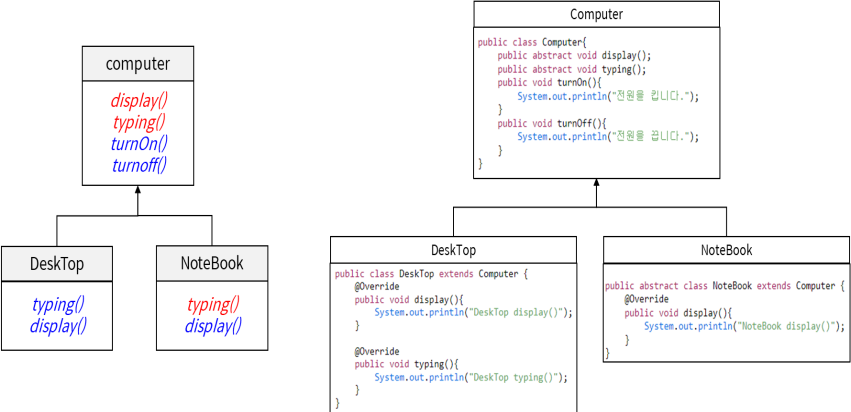 computer
display()
typing()
turnOn()
turnoff()
DeskTop
typing()
display()
NoteBook
typing()
display()
Computer
public class Computer{
public abstract void display();
public abstract void typing();
public void turnOn(){
System.out.println("전원을 킵니다.");
}
public void turnOff(){
System.out.println("전원을 끕니다.");
}
}
DeskTop
public class DeskTop extends Computer {
@Override
public void display(){
System.out.println("DeskTop display()");
}
@Override
public void typing(){
System.out.println("DeskTop typing()");
}
}
NoteBook
public abstract class NoteBook extends Computer {
@Override
public void display(){
System.out.println("NoteBook display()");
}
}